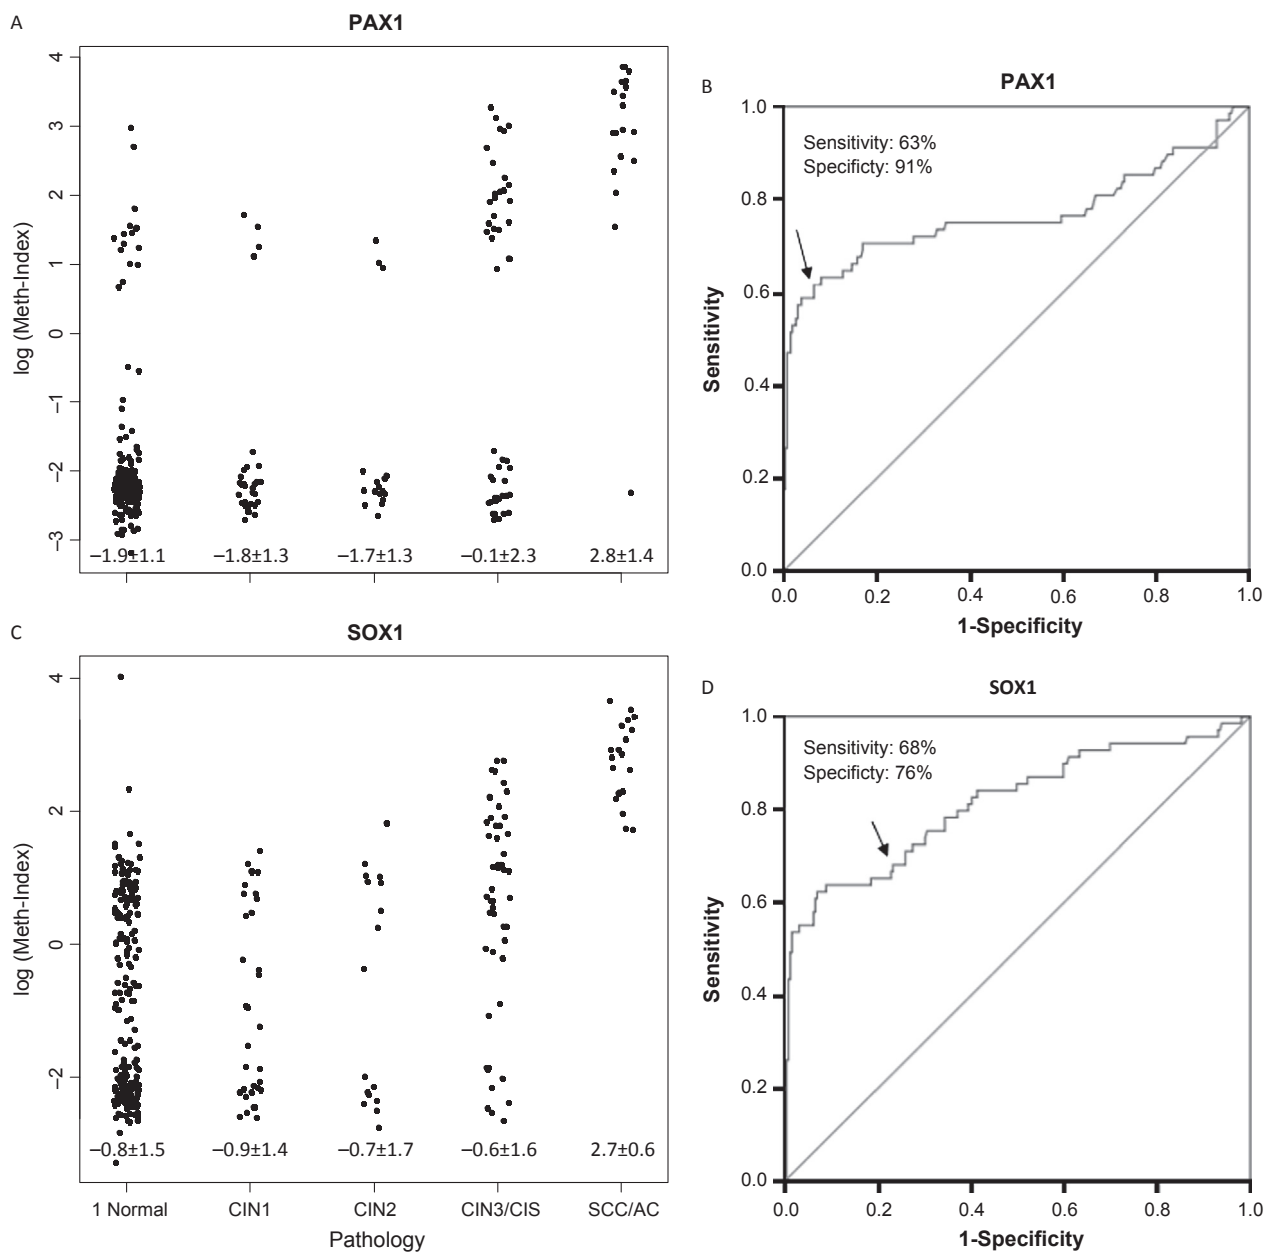 A
PAX1
log (Meth-Index)
4
3
2
1
0
−1
−2
−3
−1.9±1.1 −1.8±1.3 −1.7±1.3 −0.1±2.3 2.8±1.4
B
PAX1
Sensitivity: 63%
Specificty: 91%
Sensitivity
1.0
0.8
0.6
0.4
0.2
0.0
0.0 0.2 0.4 0.6 0.8 1.0
1-Specificity
C
SOX1
log (Meth-Index)
4
2
0
−2
−0.8±1.5 −0.9±1.4 −0.7±1.7 −0.6±1.6 2.7±0.6
1 Normal CIN1 CIN2 CIN3/CIS SCC/AC
Pathology
D
SOX1
Sensitivity: 68%
Specificty: 76%
Sensitivity
1.0
0.8
0.6
0.4
0.2
0.0
0.0 0.2 0.4 0.6 0.8 1.0
1-Specificity